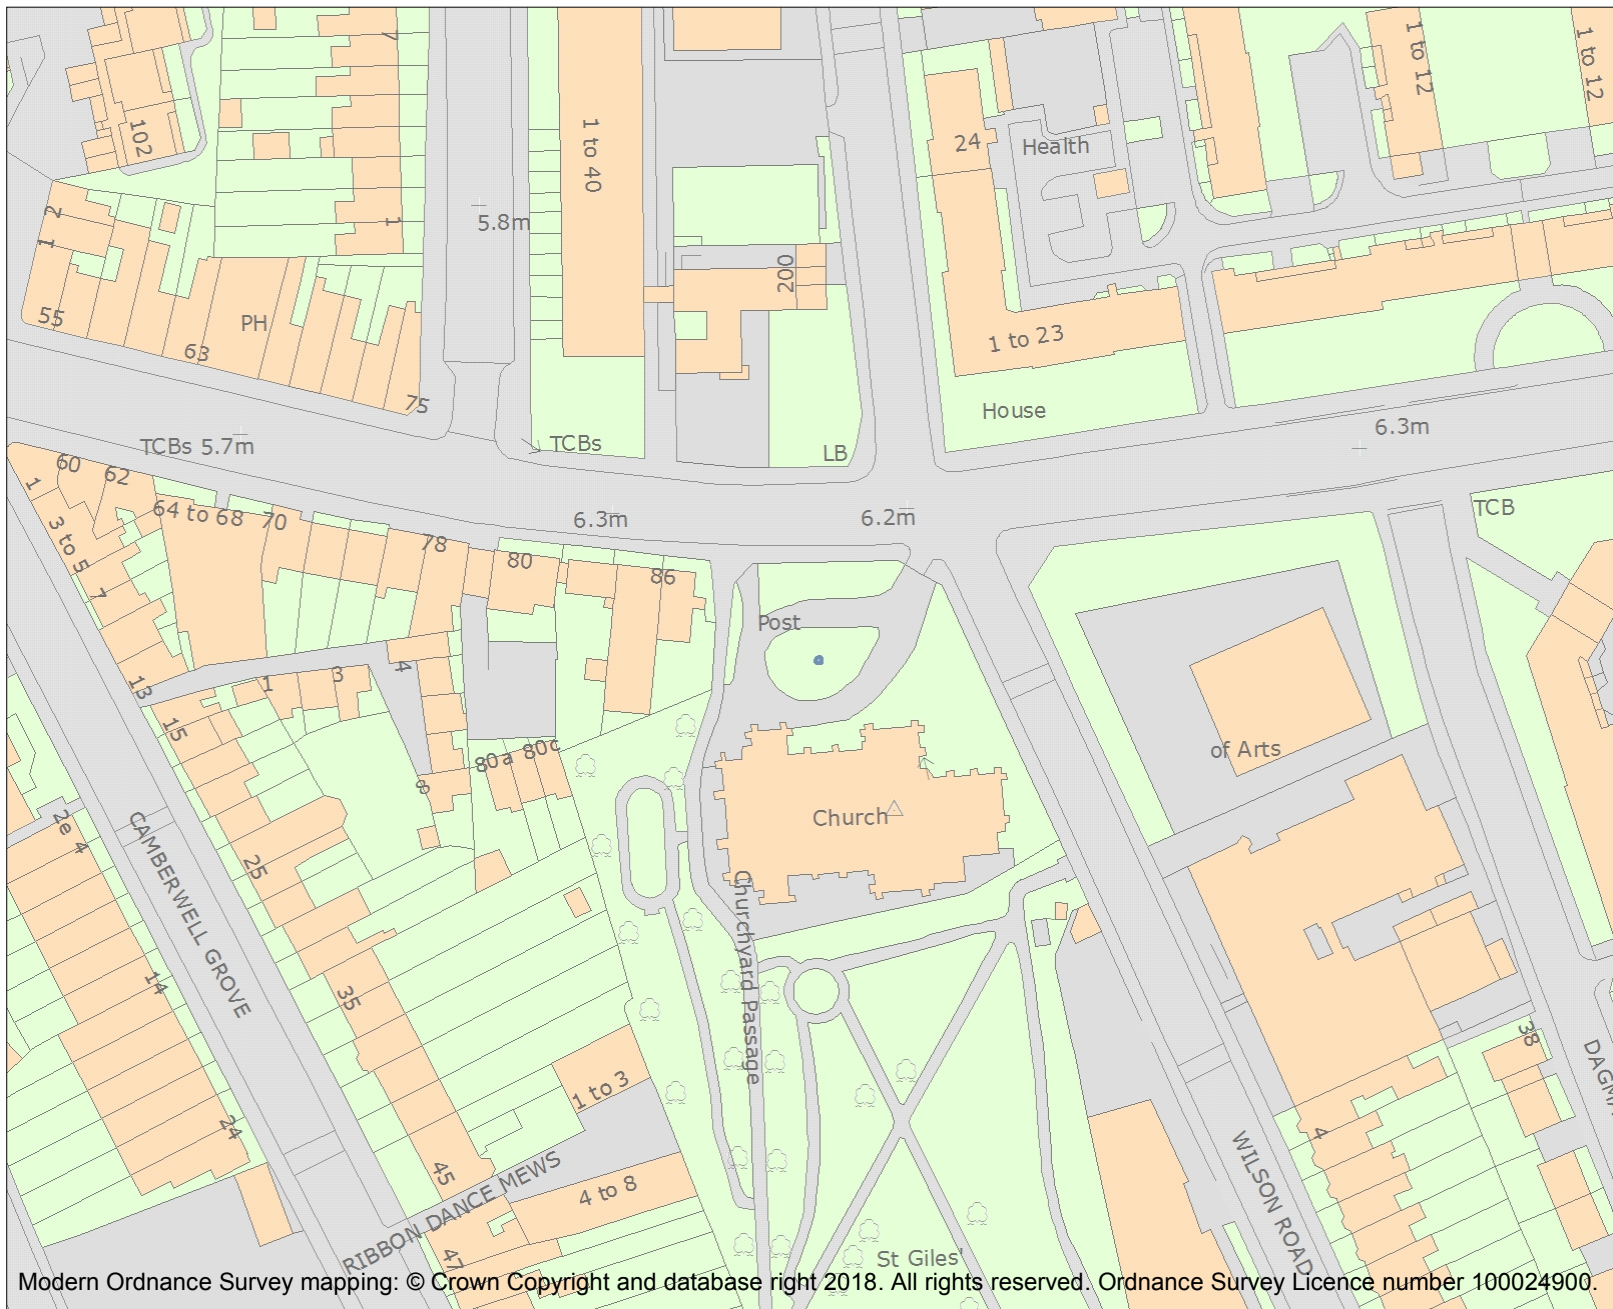 7
1 to 12
1 to 12
102
1 to 40
24
Health
2
1
1
5.8m
200
55
PH
63
1 to 23
75
House
6.3m
TCBs 5.7m
TCBs
LB
60
62
1
64 to 68
70
6.3m
6.2m
TCB
3 to 5
78
80
86
7
Post
13
1
3
4
15
80a
80c
of Arts
8
2e
4
Church
CAMBERWELL GROVE
25
Churchyard Passage
14
35
38
DAGMA
1 to 3
24
4
45
WILSON ROAD
RIBBON DANCE MEWS
4 to 8
47
St Giles'
Modern Ordnance Survey mapping: © Crown Copyright and database right 2018. All rights reserved. Ordnance Survey Licence number 100024900.